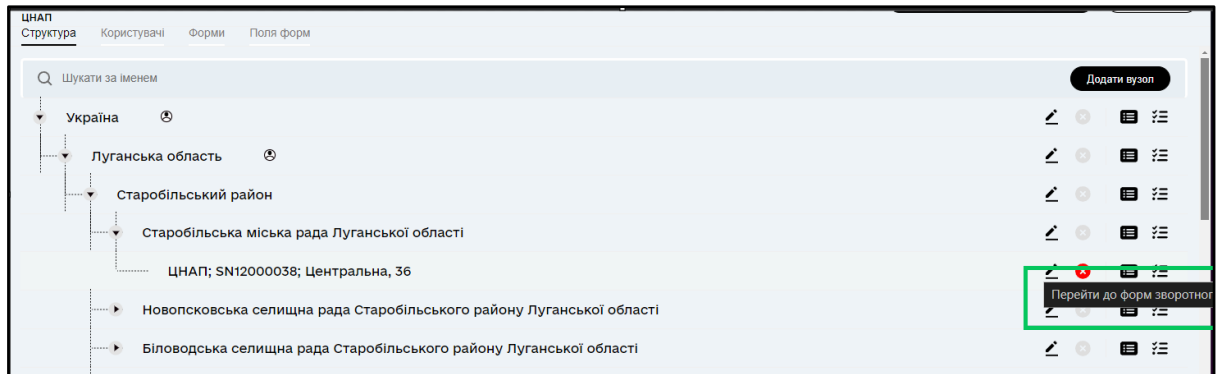 ЦНАП
Структура Користувачі Форми Поля форм
Шукати за іменем Додати вузол
Україна
Луганська область
Старобільський район
Старобільська міська рада Луганської області
ЦНАП; SN12000038; Центральна, 36
Перейти до форм зворотног
Новопсковська селищна рада Старобільського району Луганської області
Біловодська селищна рада Старобільського району Луганської області